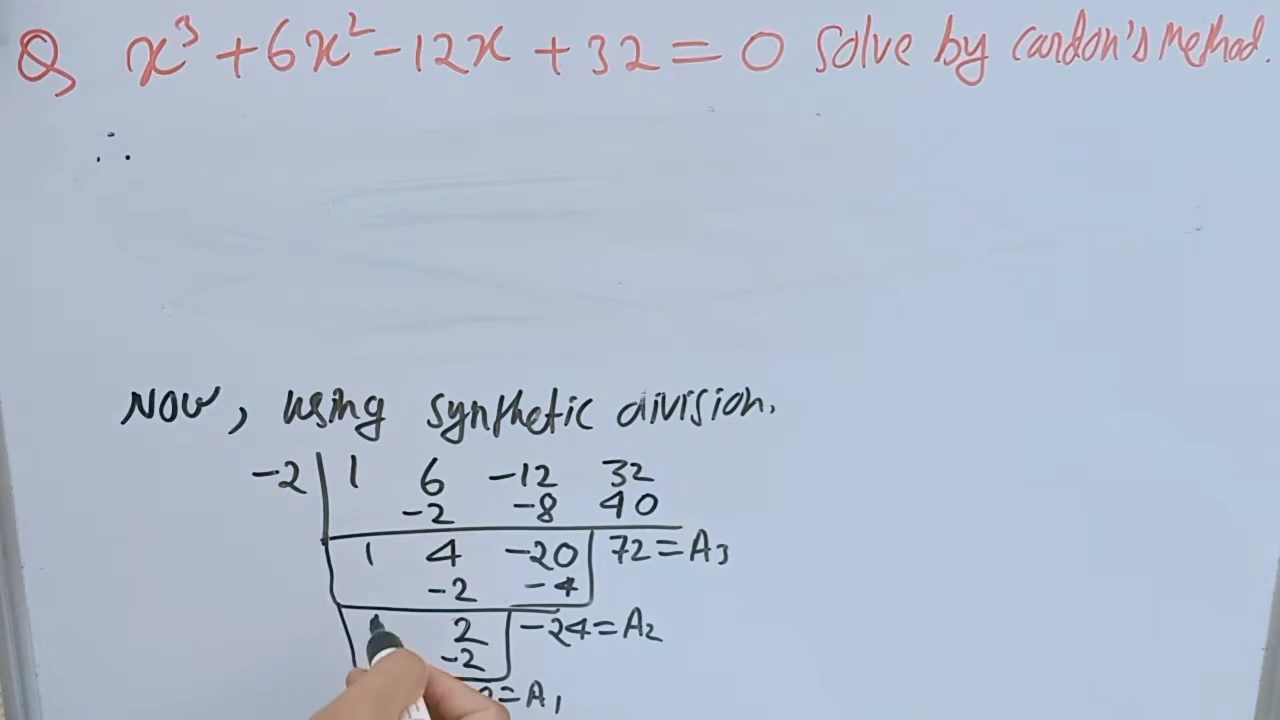 Q x³ + 6x² - 12x + 32 = 0 solve by cardon's Method.
∴
Now, using synthetic division.
-2 | 1 6 -12 32
-2 -8 40
1 4 -20 | 72 = A₃
-2 -4
2 | -24 = A₂
-2
= A₁